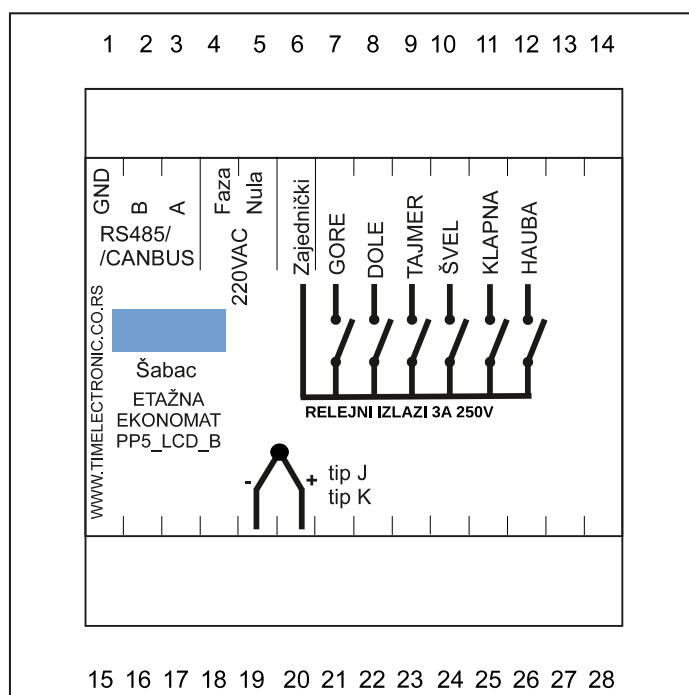 1 2 3 4 5 6 7 8 9 10 11 12 13 14
GND
B
A
RS485/
/CANBUS
Faza
Nula
220VAC
Zajednički
GORE
DOLE
TAJMER
ŠVEL
KLAPNA
HAUBA
WWW.TIMELECTRONIC.CO.RS
Šabac
ETAŽNA
EKONOMAT
PP5_LCD_B
RELEJNI IZLAZI 3A 250V
- + tip J
tip K
15 16 17 18 19 20 21 22 23 24 25 26 27 28